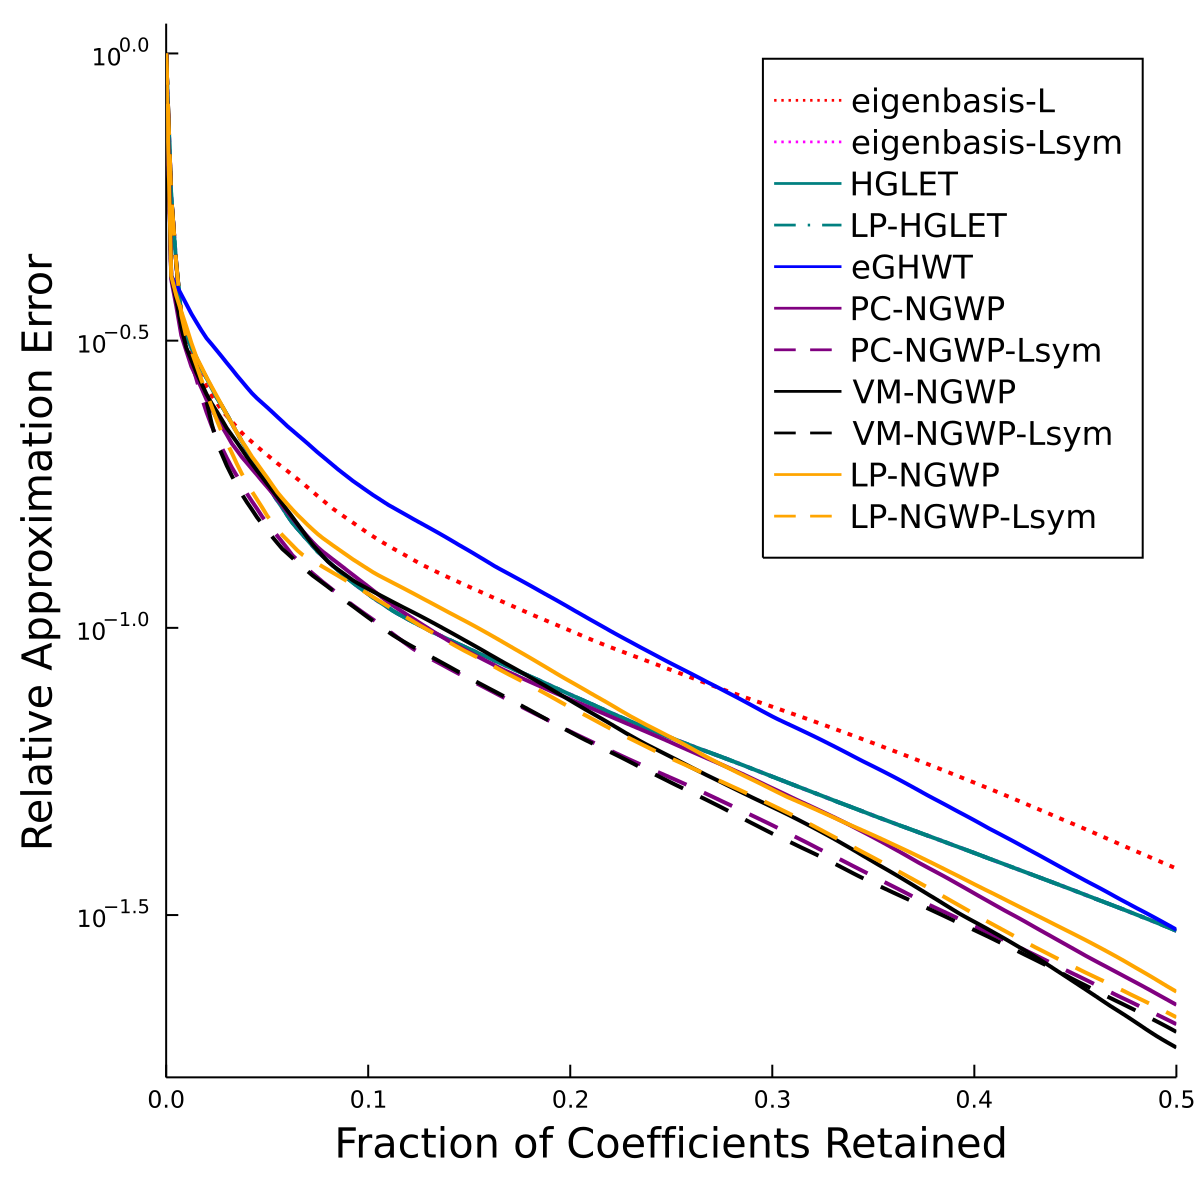 10^0.0
10^−0.5
10^−1.0
10^−1.5
Relative Approximation Error
eigenbasis-L
eigenbasis-Lsym
HGLET
LP-HGLET
eGHWT
PC-NGWP
PC-NGWP-Lsym
VM-NGWP
VM-NGWP-Lsym
LP-NGWP
LP-NGWP-Lsym
0.0 0.1 0.2 0.3 0.4 0.5
Fraction of Coefficients Retained